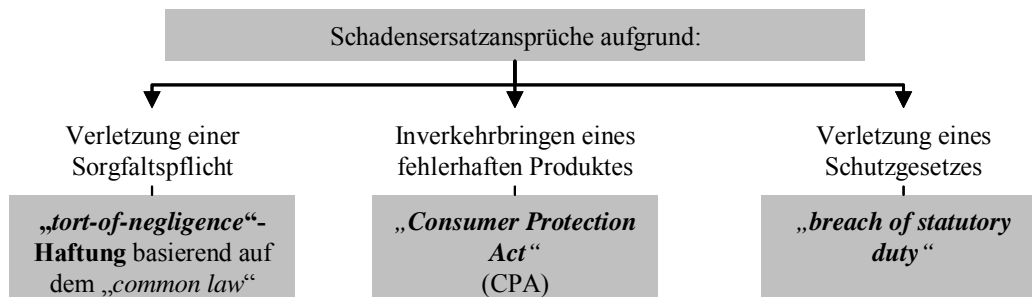 Schadensersatzansprüche aufgrund:
Verletzung einer
Sorgfaltspflicht
„tort-of-negligence“-
Haftung basierend auf
dem „common law“
Inverkehrbringen eines
fehlerhaften Produktes
„Consumer Protection
Act“
(CPA)
Verletzung eines
Schutzgesetzes
„breach of statutory
duty“